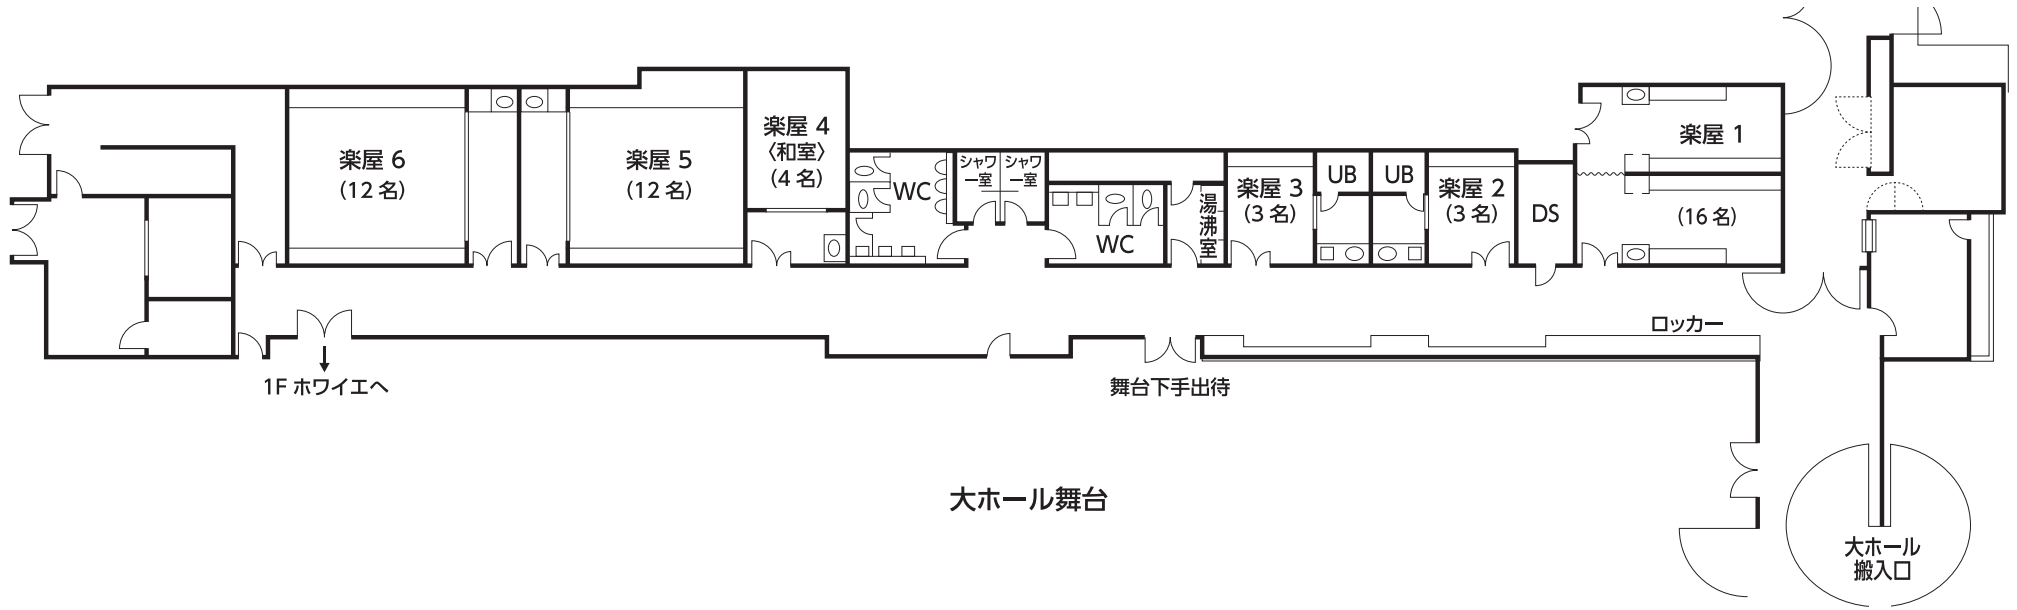 楽屋 6
(12 名)
楽屋 5
(12 名)
楽屋 4
〈和室〉
(4 名)
WC
シャワ
ー室
シャワ
ー室
WC
湯沸室
楽屋 3
(3 名)
UB
UB
楽屋 2
(3 名)
DS
楽屋 1
(16 名)
ロッカー
1F ホワイエへ
舞台下手出待
大ホール舞台
大ホール
搬入口